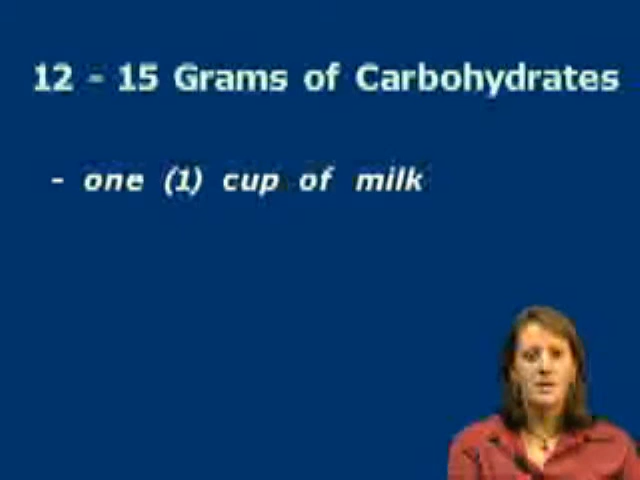 12 - 15 Grams of Carbohydrates
- one (1) cup of milk